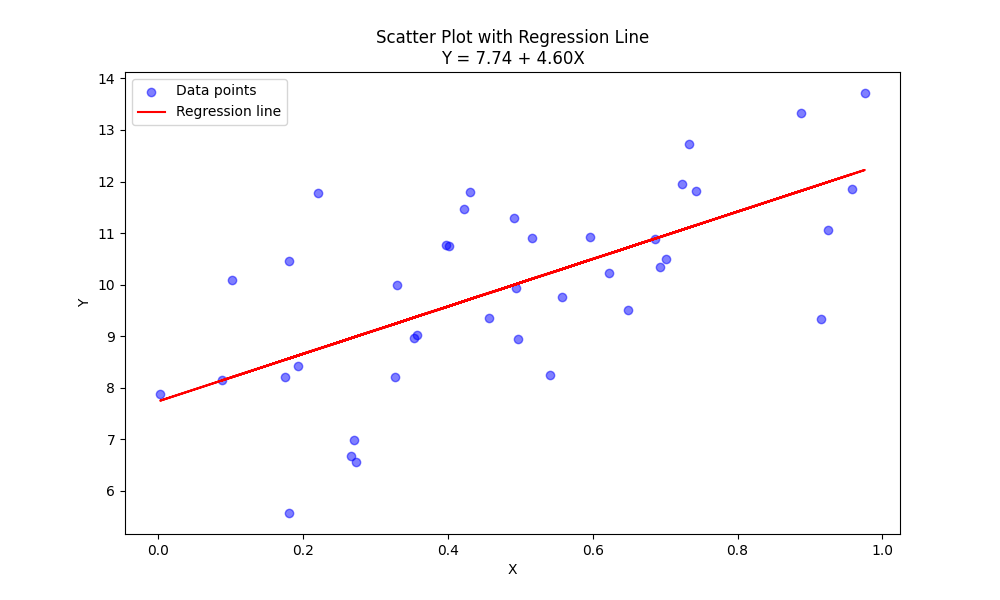 Scatter Plot with Regression Line
Y = 7.74 + 4.60X
Data points
Regression line
14
13
12
11
10
9
8
7
6
Y
0.0 0.2 0.4 0.6 0.8 1.0
X